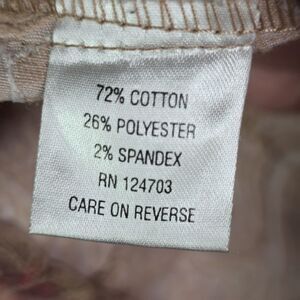 72% COTTON
26% POLYESTER
2% SPANDEX
RN 124703
CARE ON REVERSE